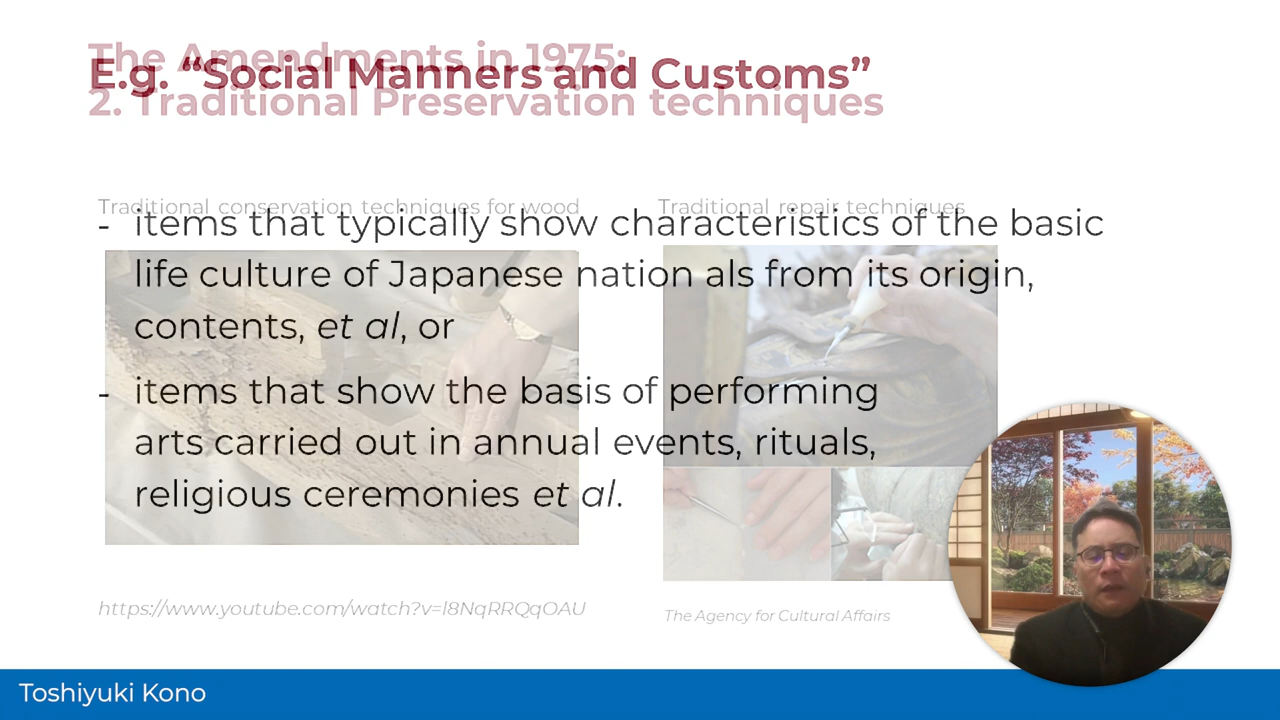 The Amendments in 1975:
2. Traditional Preservation techniques
E.g. “Social Manners and Customs”
Traditional conservation techniques for wood
Traditional repair techniques
- items that typically show characteristics of the basic
life culture of Japanese nation als from its origin,
contents, et al, or
- items that show the basis of performing
arts carried out in annual events, rituals,
religious ceremonies et al.
https://www.youtube.com/watch?v=l8NqRRQqOAU
The Agency for Cultural Affairs
Toshiyuki Kono